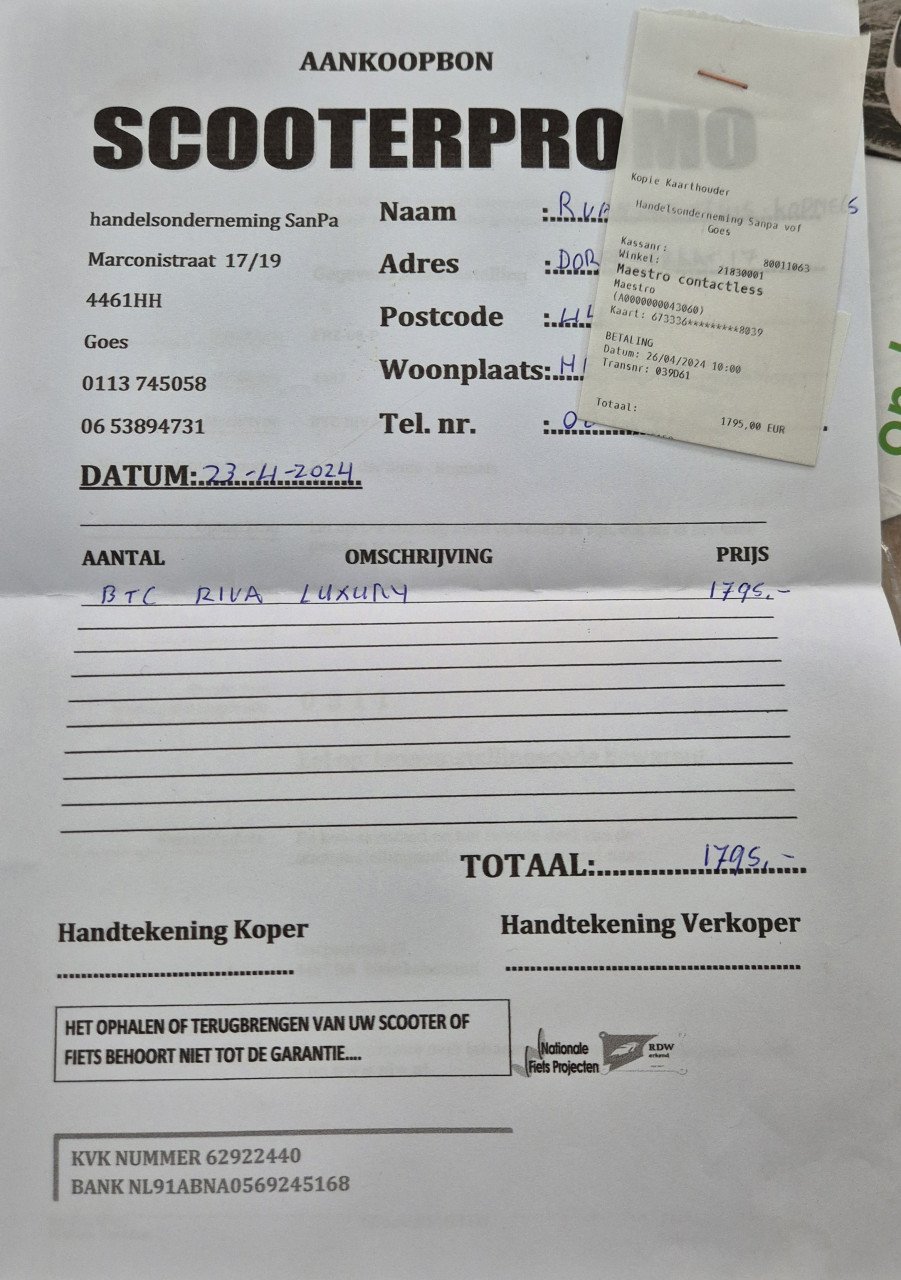 AANKOOPBON
SCOOTERPROMO
handelsonderneming SanPa
Marconistraat 17/19
4461HH
Goes
0113 745058
06 53894731
Naam :
Adres :
Postcode :
Woonplaats:
Tel. nr. :
Kopie Kaarthouder
Handelsonderneming Sanpa vof
Goes
Kassanr: 80011063
Winkel: 21830001
Maestro contactless
Maestro
(A0000000043060)
Kaart: 673336*********8039
BETALING
Datum: 26/04/2024 10:00
Transnr: 039D61
Totaal: 1795,00 EUR
DATUM: 23-4-2024
AANTAL OMSCHRIJVING PRIJS
BTC RIVA LUXURY 1795,-
TOTAAL: 1795,-
Handtekening Koper Handtekening Verkoper
HET OPHALEN OF TERUGBRENGEN VAN UW SCOOTER OF
FIETS BEHOORT NIET TOT DE GARANTIE....
Nationale
Fiets Projecten
RDW
erkend
KVK NUMMER 62922440
BANK NL91ABNA0569245168